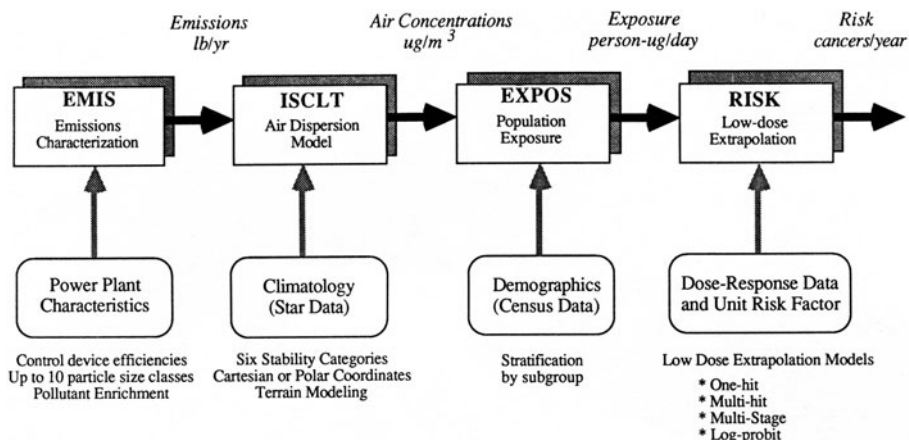 Emissions
lb/yr
Air Concentrations
ug/m 3
Exposure
person-ug/day
Risk
cancers/year
EMIS
Emissions
Characterization
ISCLT
Air Dispersion
Model
EXPOS
Population
Exposure
RISK
Low-dose
Extrapolation
Power Plant
Characteristics
Climatology
(Star Data)
Demographics
(Census Data)
Dose-Response Data
and Unit Risk Factor
Control device efficiencies
Up to 10 particle size classes
Pollutant Enrichment
Six Stability Categories
Cartesian or Polar Coordinates
Terrain Modeling
Stratification
by subgroup
Low Dose Extrapolation Models
* One-hit
* Multi-hit
* Multi-Stage
* Log-probit